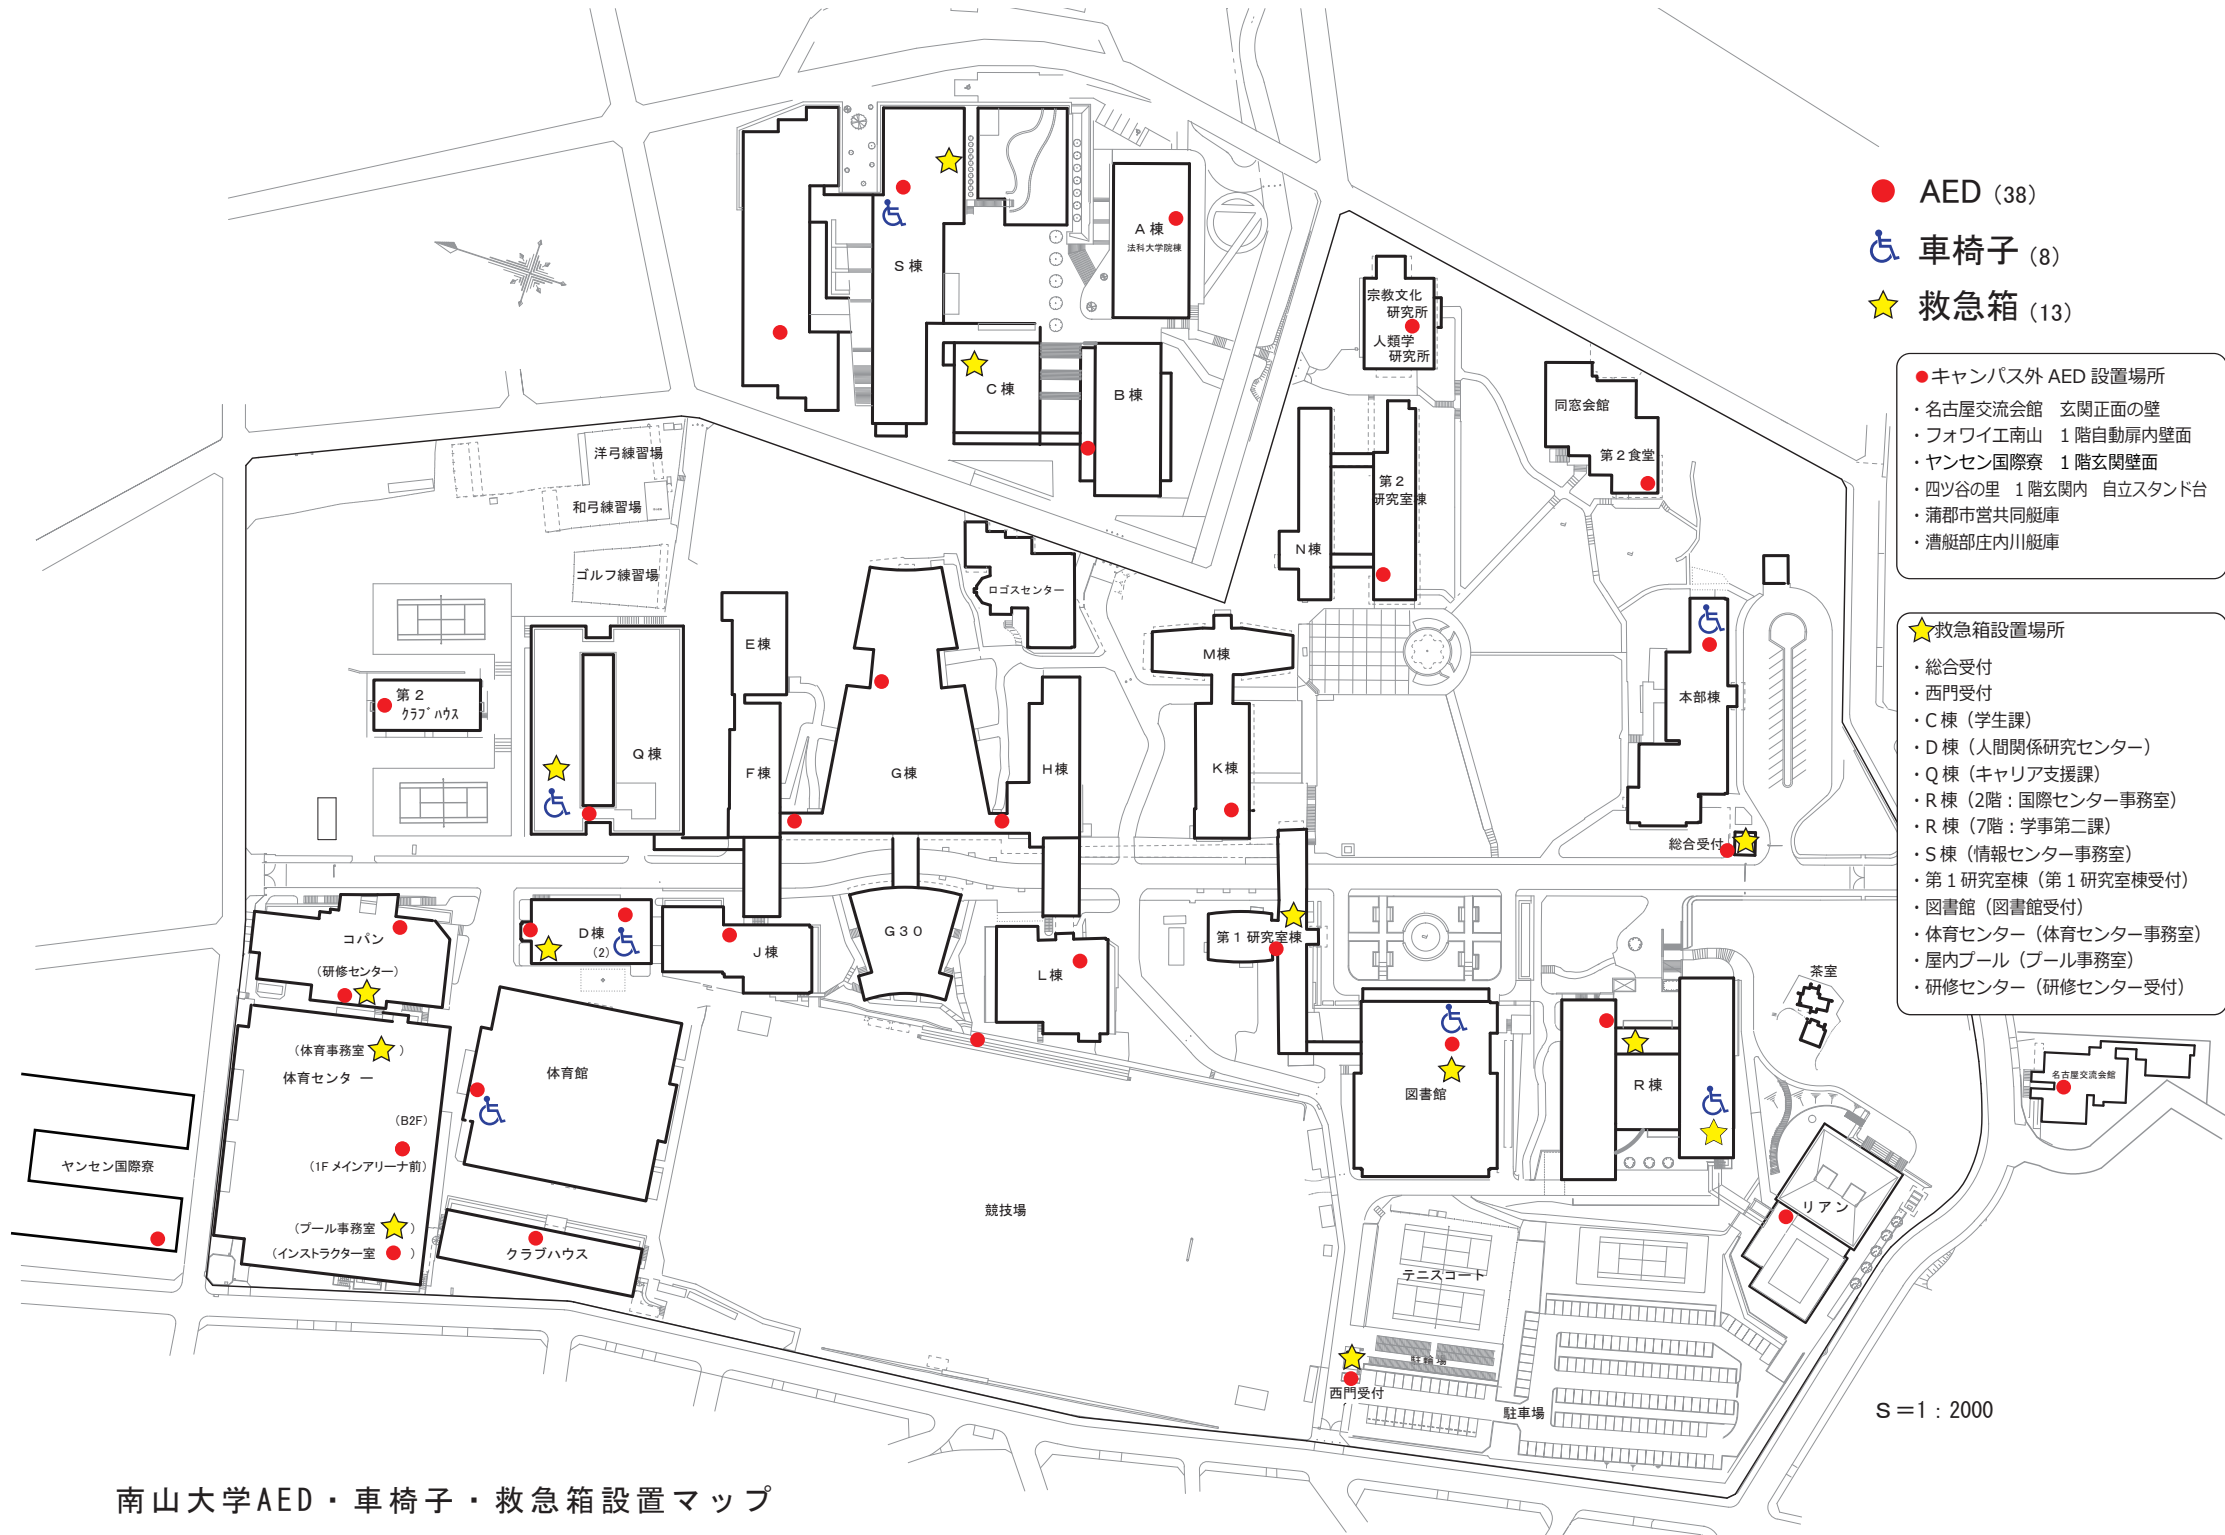 AED (38)
車椅子 (8)
救急箱 (13)
キャンパス外 AED 設置場所
・名古屋交流会館 玄関正面の壁
・フォワイエ南山 1階自動扉内壁面
・ヤンセン国際寮 1階玄関壁面
・四ツ谷の里 1階玄関内 自立スタンド台
・蒲郡市営共同艇庫
・漕艇部庄内川艇庫
救急箱設置場所
・総合受付
・西門受付
・C棟（学生課）
・D棟（人間関係研究センター）
・Q棟（キャリア支援課）
・R棟（2階：国際センター事務室）
・R棟（7階：学事第二課）
・S棟（情報センター事務室）
・第1研究室棟（第1研究室棟受付）
・図書館（図書館受付）
・体育センター（体育センター事務室）
・屋内プール（プール事務室）
・研修センター（研修センター受付）
A棟
法科大学院棟
S棟
C棟
B棟
宗教文化
研究所
人類学
研究所
同窓会館
第2食堂
第2
研究室棟
N棟
洋弓練習場
和弓練習場
ゴルフ練習場
ロゴスセンター
E棟
M棟
本部棟
第2
クラブハウス
Q棟
F棟
G棟
H棟
K棟
総合受付
コパン
(研修センター)
D棟
(2)
J棟
G30
L棟
第1研究室棟
茶室
(体育事務室 )
体育センター
体育館
図書館
R棟
名古屋交流会館
(B2F)
(1F メインアリーナ前)
ヤンセン国際寮
(プール事務室 )
(インストラクター室 )
クラブハウス
競技場
リアン
テニスコート
駐輪場
西門受付
駐車場
S＝1：2000
南山大学AED・車椅子・救急箱設置マップ